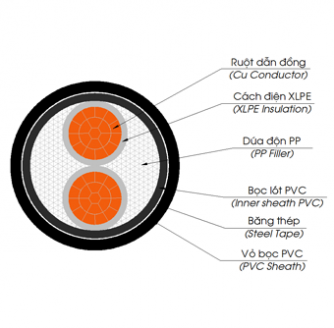 Ruột dẫn đồng
(Cu Conductor)
Cách điện XLPE
(XLPE Insulation)
Dứa độn PP
(PP Filler)
Bọc lót PVC
(Inner sheath PVC)
Băng thép
(Steel Tape)
Vỏ bọc PVC
(PVC Sheath)